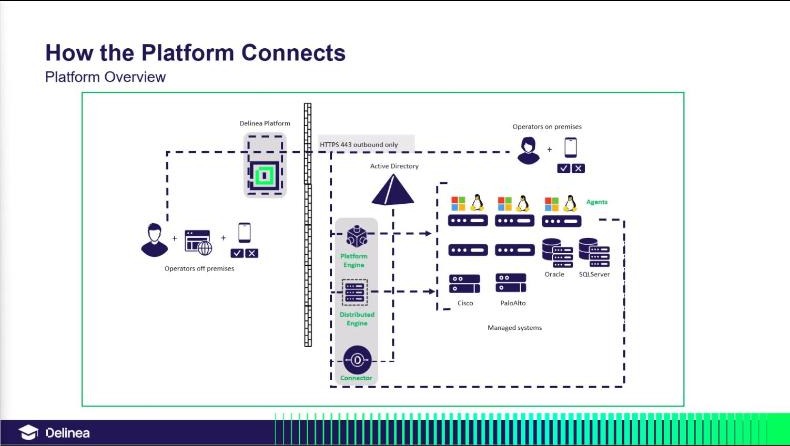 How the Platform Connects
Platform Overview
Delinea Platform
HTTPS 443 outbound only
Operators on premises
+
Active Directory
Agents
+
+
Operators off premises
Platform
Engine
Oracle
SQLServer
Cisco
PaloAlto
Distributed
Engine
Managed systems
D
Connector
Delinea